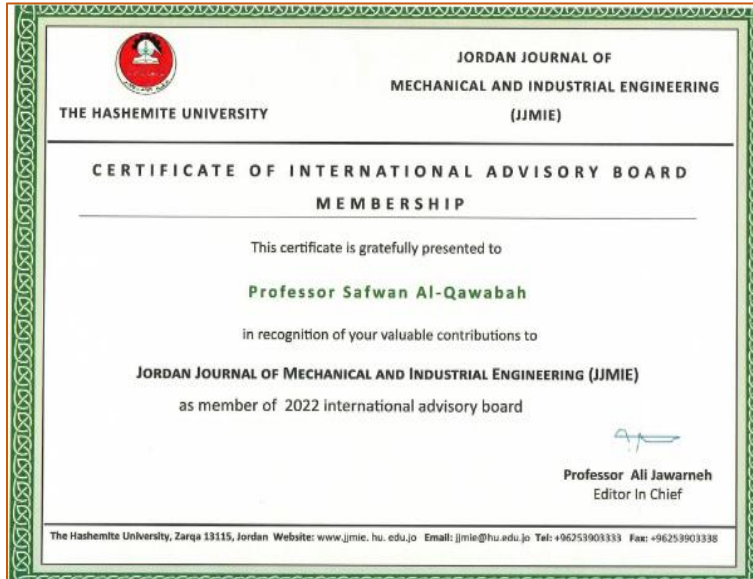 THE HASHEMITE UNIVERSITY
JORDAN JOURNAL OF
MECHANICAL AND INDUSTRIAL ENGINEERING
(JJMIE)
CERTIFICATE OF INTERNATIONAL ADVISORY BOARD
MEMBERSHIP
This certificate is gratefully presented to
Professor Safwan Al-Qawabah
in recognition of your valuable contributions to
JORDAN JOURNAL OF MECHANICAL AND INDUSTRIAL ENGINEERING (JJMIE)
as member of 2022 international advisory board
Professor Ali Jawarneh
Editor In Chief
The Hashemite University, Zarqa 13115, Jordan Website: www.jjmie. hu. edu.jo Email: jjmie@hu.edu.jo Tel: +96253903333 Fax: +96253903338